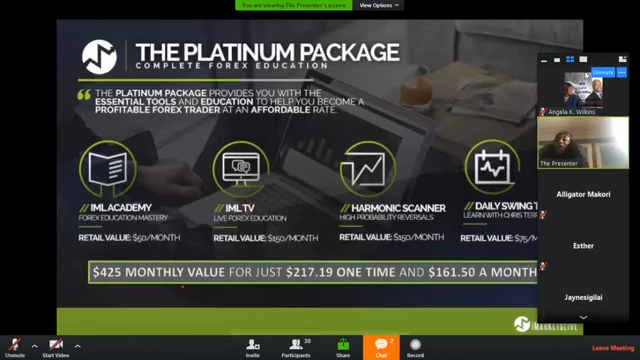 You are viewing The Presenter's screen
View Options
THE PLATINUM PACKAGE
COMPLETE FOREX EDUCATION
THE PLATINUM PACKAGE PROVIDES YOU WITH THE
ESSENTIAL TOOLS AND EDUCATION TO HELP YOU BECOME A
PROFITABLE FOREX TRADER AT AN AFFORDABLE RATE.
// IML ACADEMY
FOREX EDUCATION MASTERY
RETAIL VALUE: $50/MONTH
// IML TV
LIVE FOREX EDUCATION
RETAIL VALUE: $150/MONTH
// HARMONIC SCANNER
HIGH PROBABILITY REVERSALS
RETAIL VALUE: $150/MONTH
// DAILY SWING T
LEARN WITH CHRIS TER
RETAIL VALUE: $75/M
$425 MONTHLY VALUE FOR JUST $217.19 ONE TIME AND $161.50 A MONTH
IMARKETSLIVE
Unmute
Angela K. Wilkins
The Presenter
Alligator Makori
Esther
Jaynesigilai
Unmute
Start Video
Invite
Participants
30
Share
Chat
2
Record
Leave Meeting